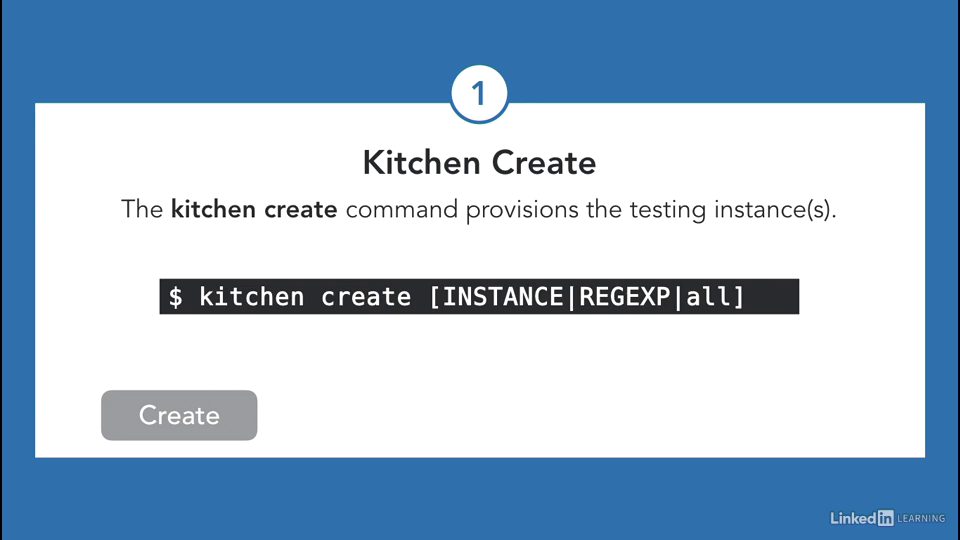 1
Kitchen Create
The kitchen create command provisions the testing instance(s).
$ kitchen create [INSTANCE|REGEXP|all]
Create
Linked in LEARNING